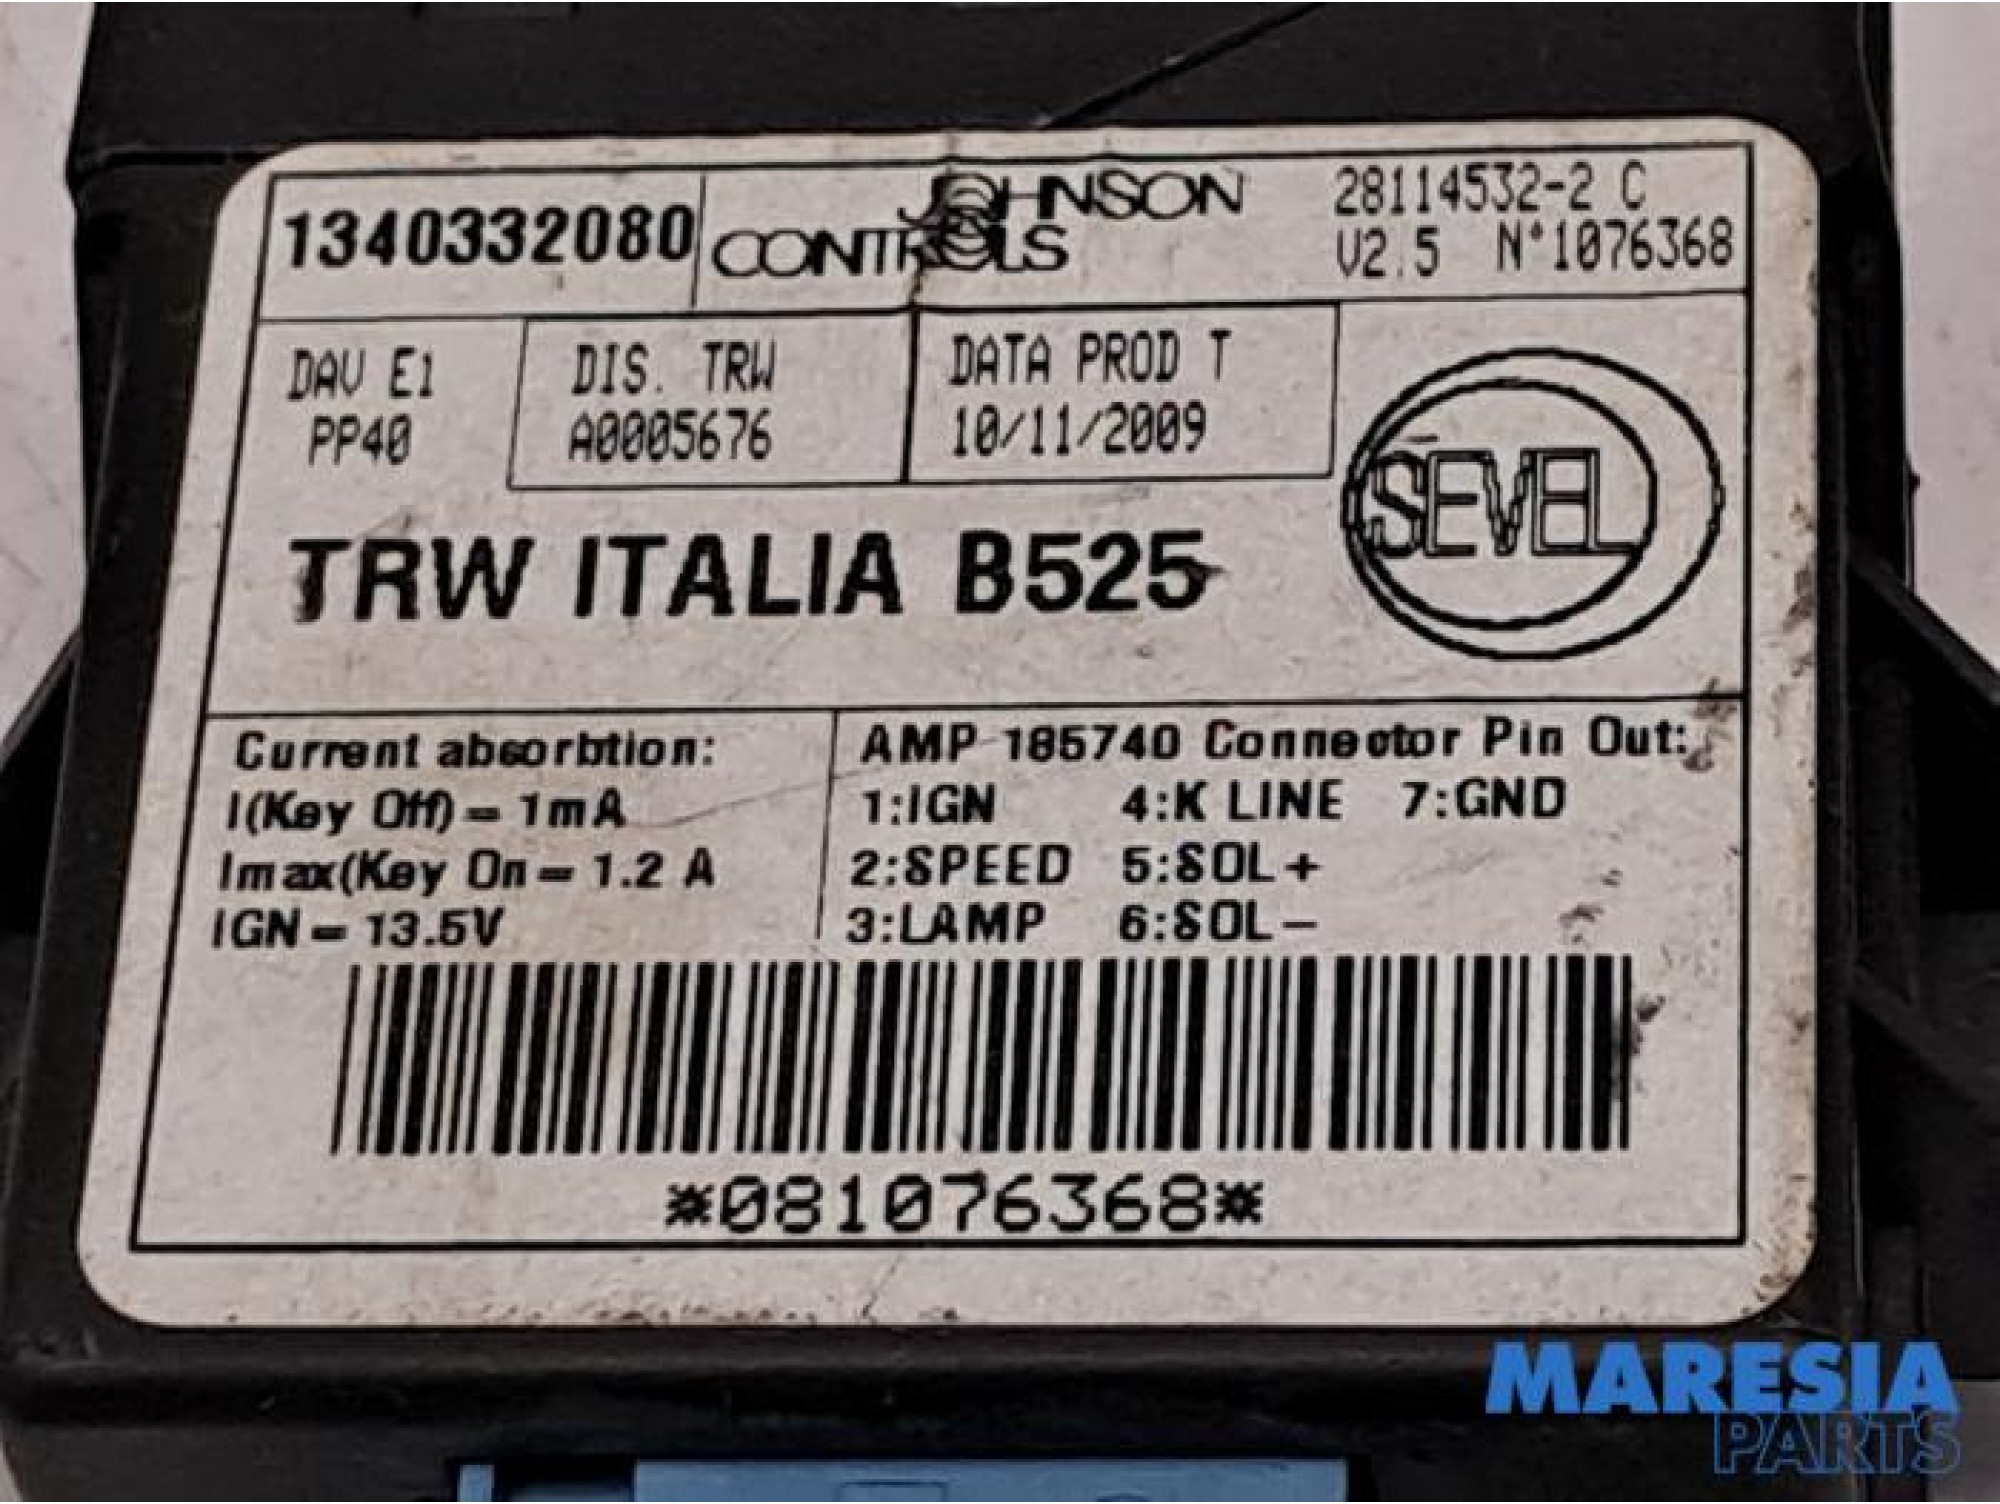 1340332080
JOHNSON
CONTROLS
28114532-2 C
V2.5 N°1076368
DAV E1
PP40
DIS. TRW
A0005676
DATA PROD T
10/11/2009
SEVEL
TRW ITALIA B525
Current absorbtion:
I(Key Off) = 1mA
Imax(Key On = 1.2 A
IGN = 13.5V
AMP 185740 Connector Pin Out:
1:IGN 4:K LINE 7:GND
2:SPEED 5:SOL+
3:LAMP 6:SOL-
*081076368*
MARESIA
PARTS